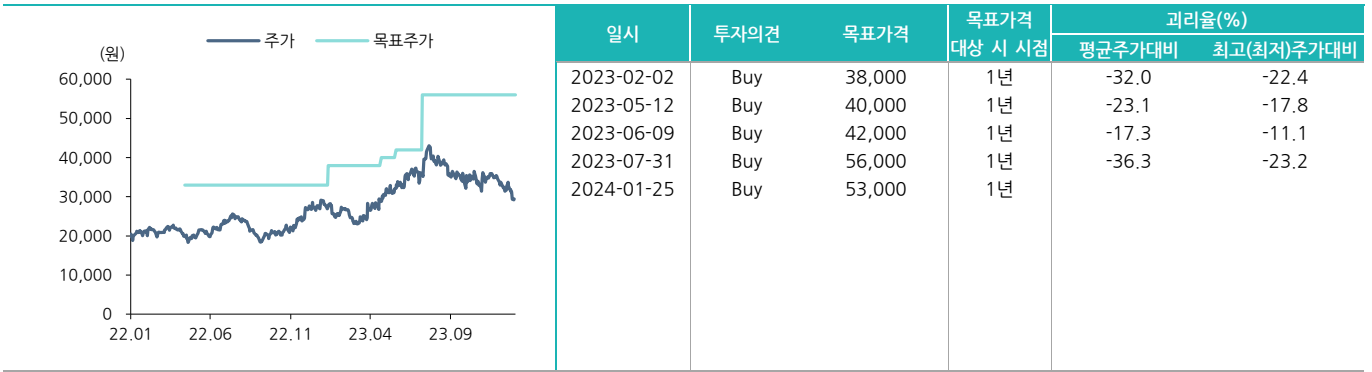 주가 목표주가
(원)
60,000
50,000
40,000
30,000
20,000
10,000
0
22.01 22.06 22.11 23.04 23.09
일시 투자의견 목표가격 목표가격 대상 시 시점 괴리율(%)
평균주가대비 최고(최저)주가대비
2023-02-02 Buy 38,000 1년 -32.0 -22.4
2023-05-12 Buy 40,000 1년 -23.1 -17.8
2023-06-09 Buy 42,000 1년 -17.3 -11.1
2023-07-31 Buy 56,000 1년 -36.3 -23.2
2024-01-25 Buy 53,000 1년